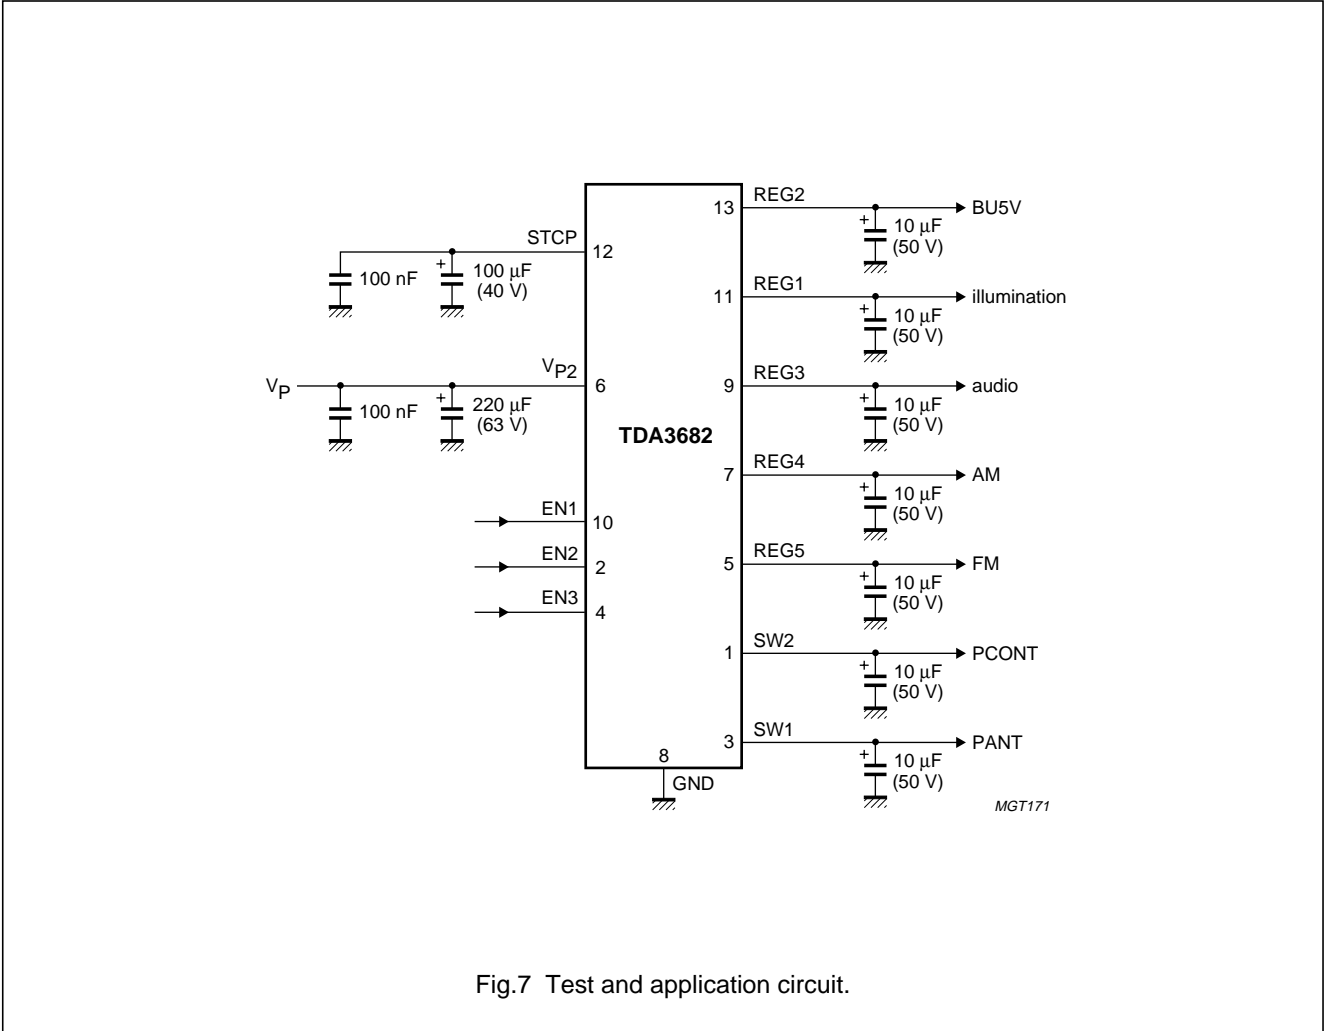 REG2
13
BU5V
+
10 µF
(50 V)
STCP
12
100 nF
+
100 µF
(40 V)
REG1
11
illumination
+
10 µF
(50 V)
VP
VP2
6
100 nF
+
220 µF
(63 V)
REG3
9
audio
+
10 µF
(50 V)
TDA3682
REG4
7
AM
+
10 µF
(50 V)
EN1
10
EN2
2
EN3
4
REG5
5
FM
+
10 µF
(50 V)
SW2
1
PCONT
+
10 µF
(50 V)
SW1
3
PANT
+
10 µF
(50 V)
8
GND
MGT171
Fig.7 Test and application circuit.